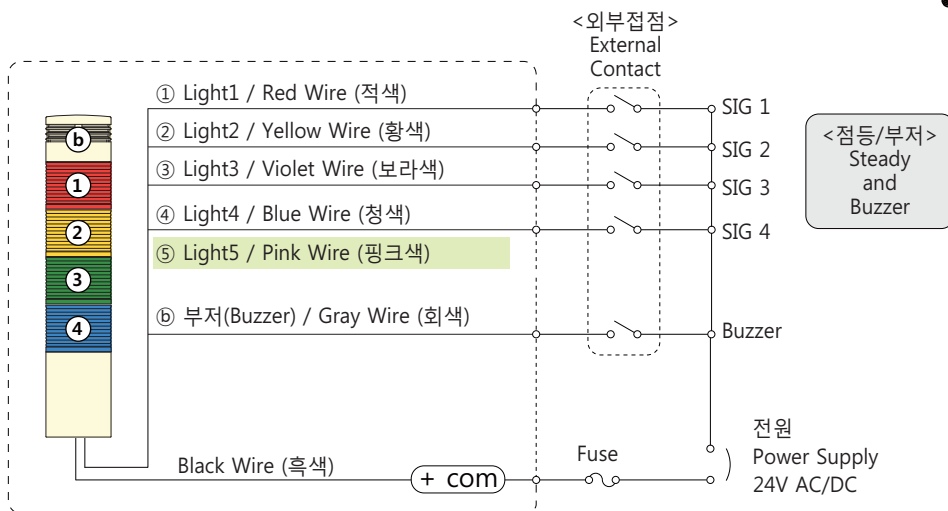 <외부접점>
External
Contact
① Light1 / Red Wire (적색)
SIG 1
② Light2 / Yellow Wire (황색)
SIG 2
③ Light3 / Violet Wire (보라색)
SIG 3
④ Light4 / Blue Wire (청색)
SIG 4
⑤ Light5 / Pink Wire (핑크색)
ⓑ 부저(Buzzer) / Gray Wire (회색)
Buzzer
b
1
2
3
4
<점등/부저>
Steady
and
Buzzer
Black Wire (흑색)
+ com
Fuse
전원
Power Supply
24V AC/DC